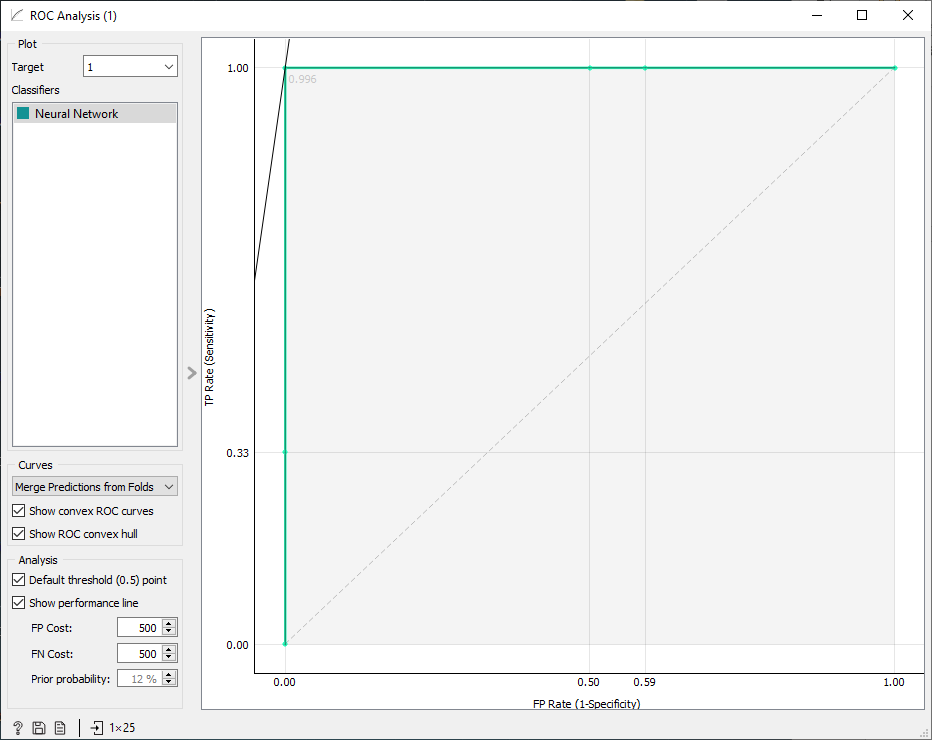 ROC Analysis (1)
Plot
Target 1
Classifiers
Neural Network
Curves
Merge Predictions from Folds
Show convex ROC curves
Show ROC convex hull
Analysis
Default threshold (0.5) point
Show performance line
FP Cost: 500
FN Cost: 500
Prior probability: 12 %
? 1×25
1.00
0.996
0.33
0.00
TP Rate (Sensitivity)
0.00 0.50 0.59 1.00
FP Rate (1-Specificity)